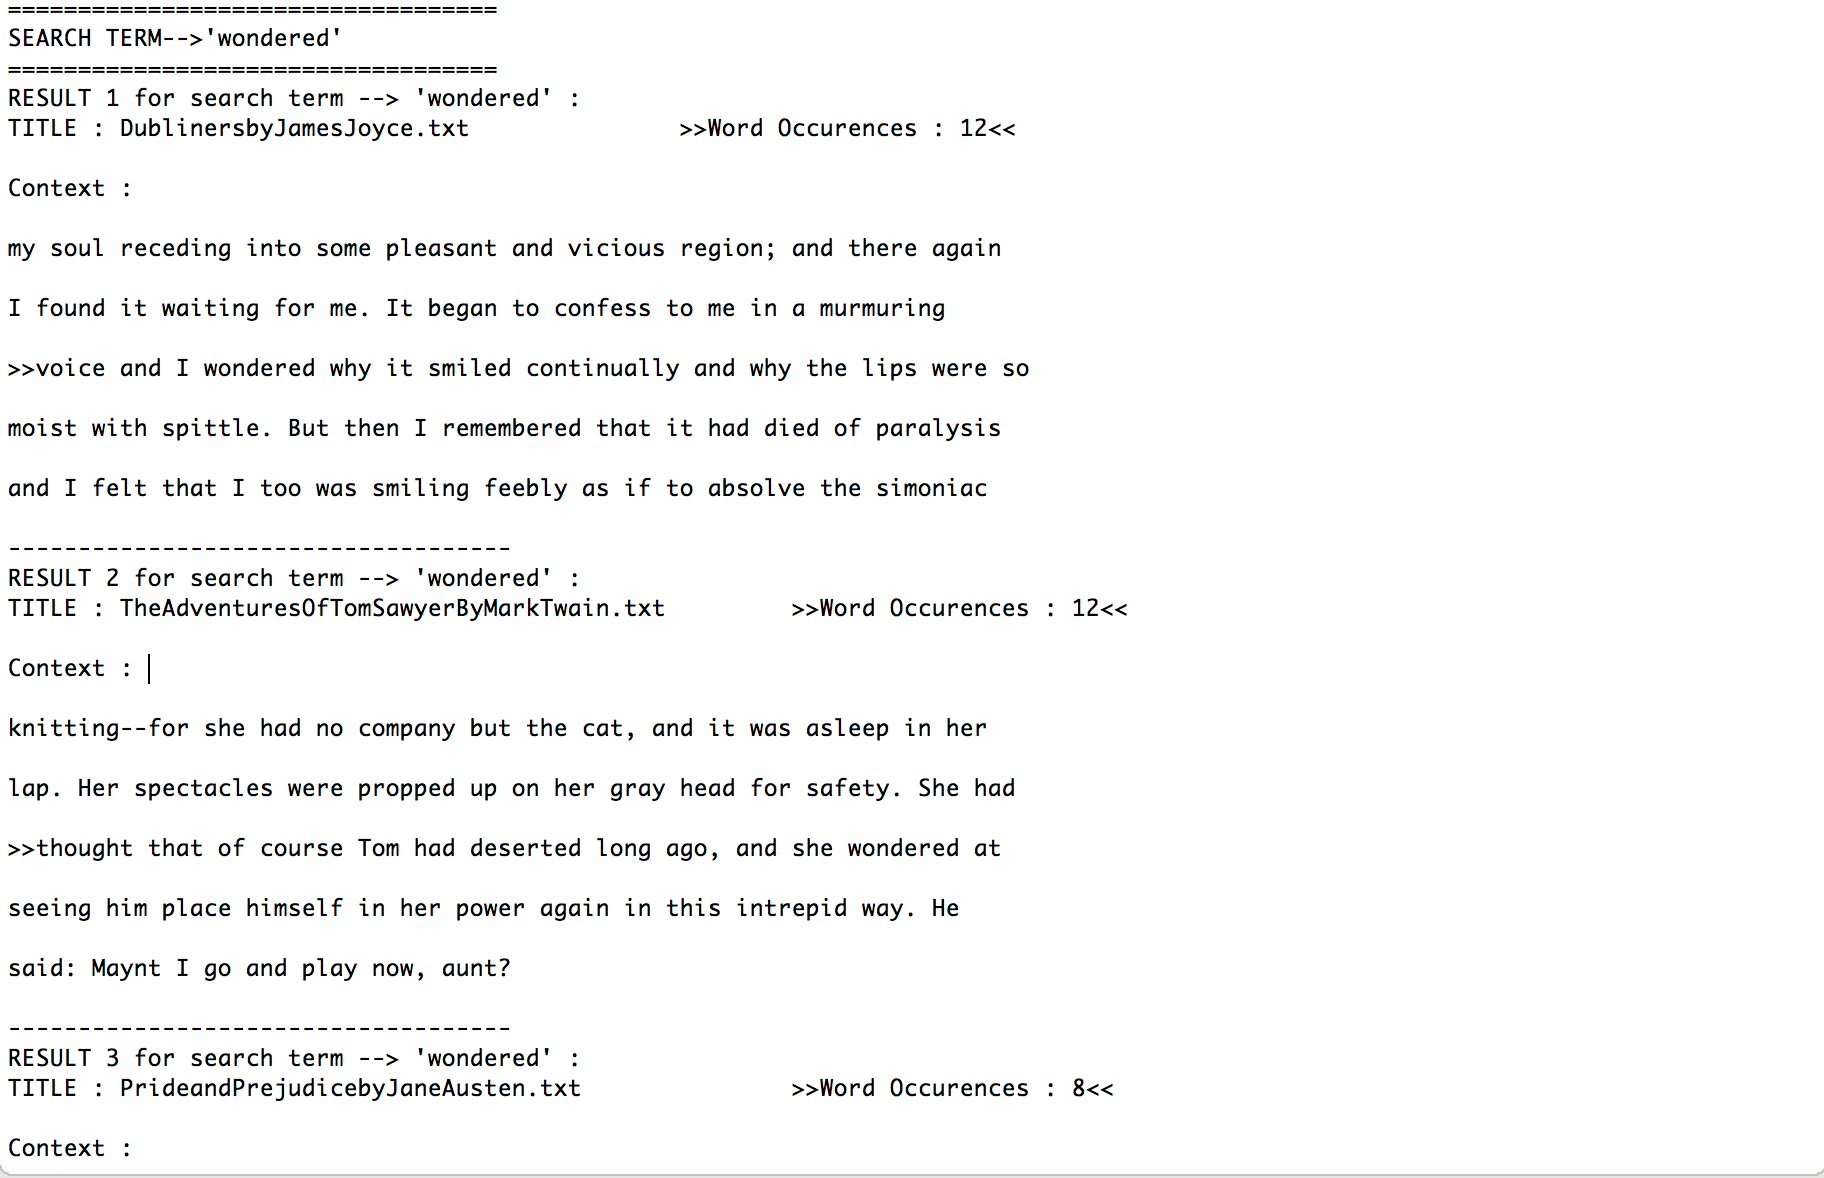 ===================================
SEARCH TERM-->'wondered'
===================================
RESULT 1 for search term --> 'wondered' :
TITLE : DublinersbyJamesJoyce.txt               >>Word Occurences : 12<<
Context :
my soul receding into some pleasant and vicious region; and there again
I found it waiting for me. It began to confess to me in a murmuring
>>voice and I wondered why it smiled continually and why the lips were so
moist with spittle. But then I remembered that it had died of paralysis
and I felt that I too was smiling feebly as if to absolve the simoniac
------------------------------------
RESULT 2 for search term --> 'wondered' :
TITLE : TheAdventuresOfTomSawyerByMarkTwain.txt         >>Word Occurences : 12<<
Context :
knitting--for she had no company but the cat, and it was asleep in her
lap. Her spectacles were propped up on her gray head for safety. She had
>>thought that of course Tom had deserted long ago, and she wondered at
seeing him place himself in her power again in this intrepid way. He
said: Maynt I go and play now, aunt?
------------------------------------
RESULT 3 for search term --> 'wondered' :
TITLE : PrideandPrejudicebyJaneAusten.txt               >>Word Occurences : 8<<
Context :